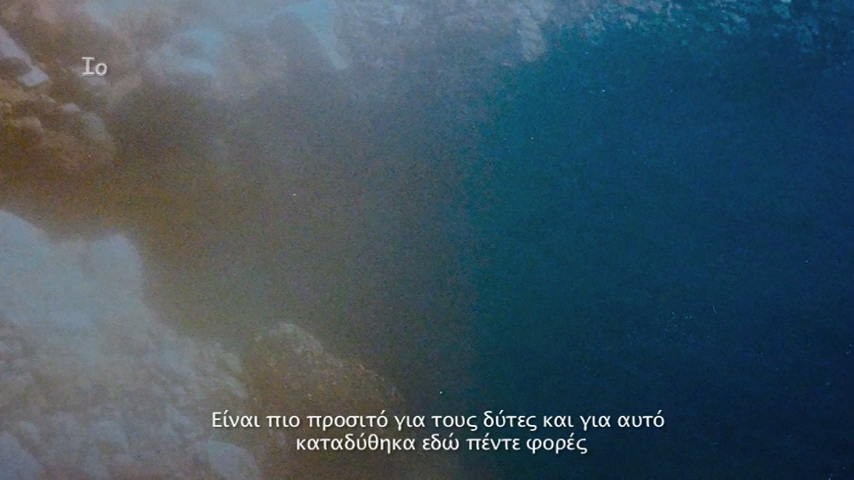 Io
Είναι πιο προσιτό για τους δύτες και για αυτό
καταδύθηκα εδώ πέντε φορές